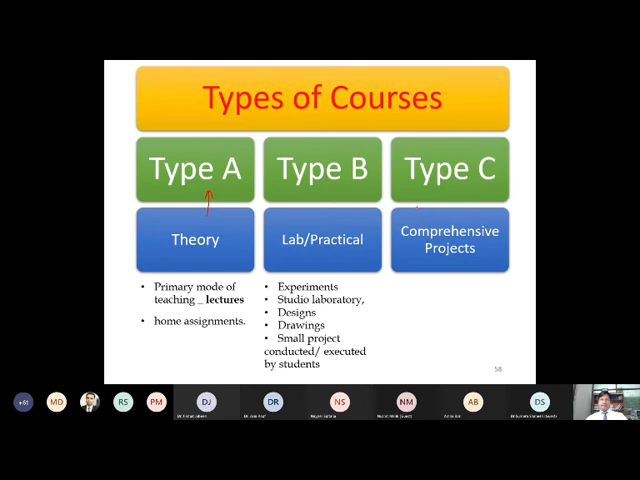 Types of Courses
Type A
Type B
Type C
Theory
Lab/Practical
Comprehensive
Projects
• Primary mode of
teaching _ lectures
• home assignments.
• Experiments
• Studio laboratory,
• Designs
• Drawings
• Small project
conducted/ executed
by students
58
+61
MD
RS
PM
DJ
DR
NS
NM
AB
DS